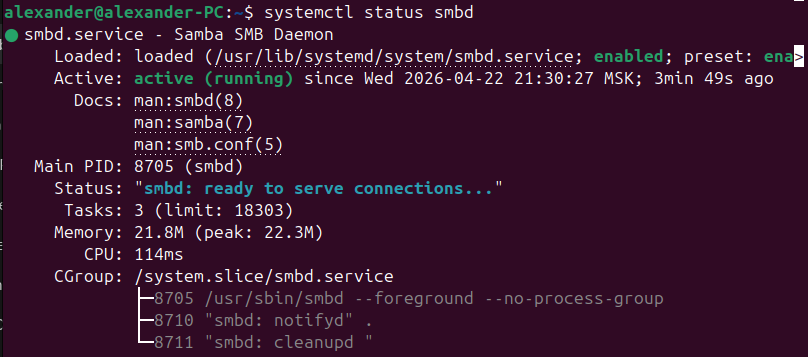 alexander@alexander-PC:~$ systemctl status smbd
● smbd.service - Samba SMB Daemon
Loaded: loaded (/usr/lib/systemd/system/smbd.service; enabled; preset: ena>
Active: active (running) since Wed 2026-04-22 21:30:27 MSK; 3min 49s ago
Docs: man:smbd(8)
man:samba(7)
man:smb.conf(5)
Main PID: 8705 (smbd)
Status: "smbd: ready to serve connections..."
Tasks: 3 (limit: 18303)
Memory: 21.8M (peak: 22.3M)
CPU: 114ms
CGroup: /system.slice/smbd.service
├─8705 /usr/sbin/smbd --foreground --no-process-group
├─8710 "smbd: notifyd" .
└─8711 "smbd: cleanupd "